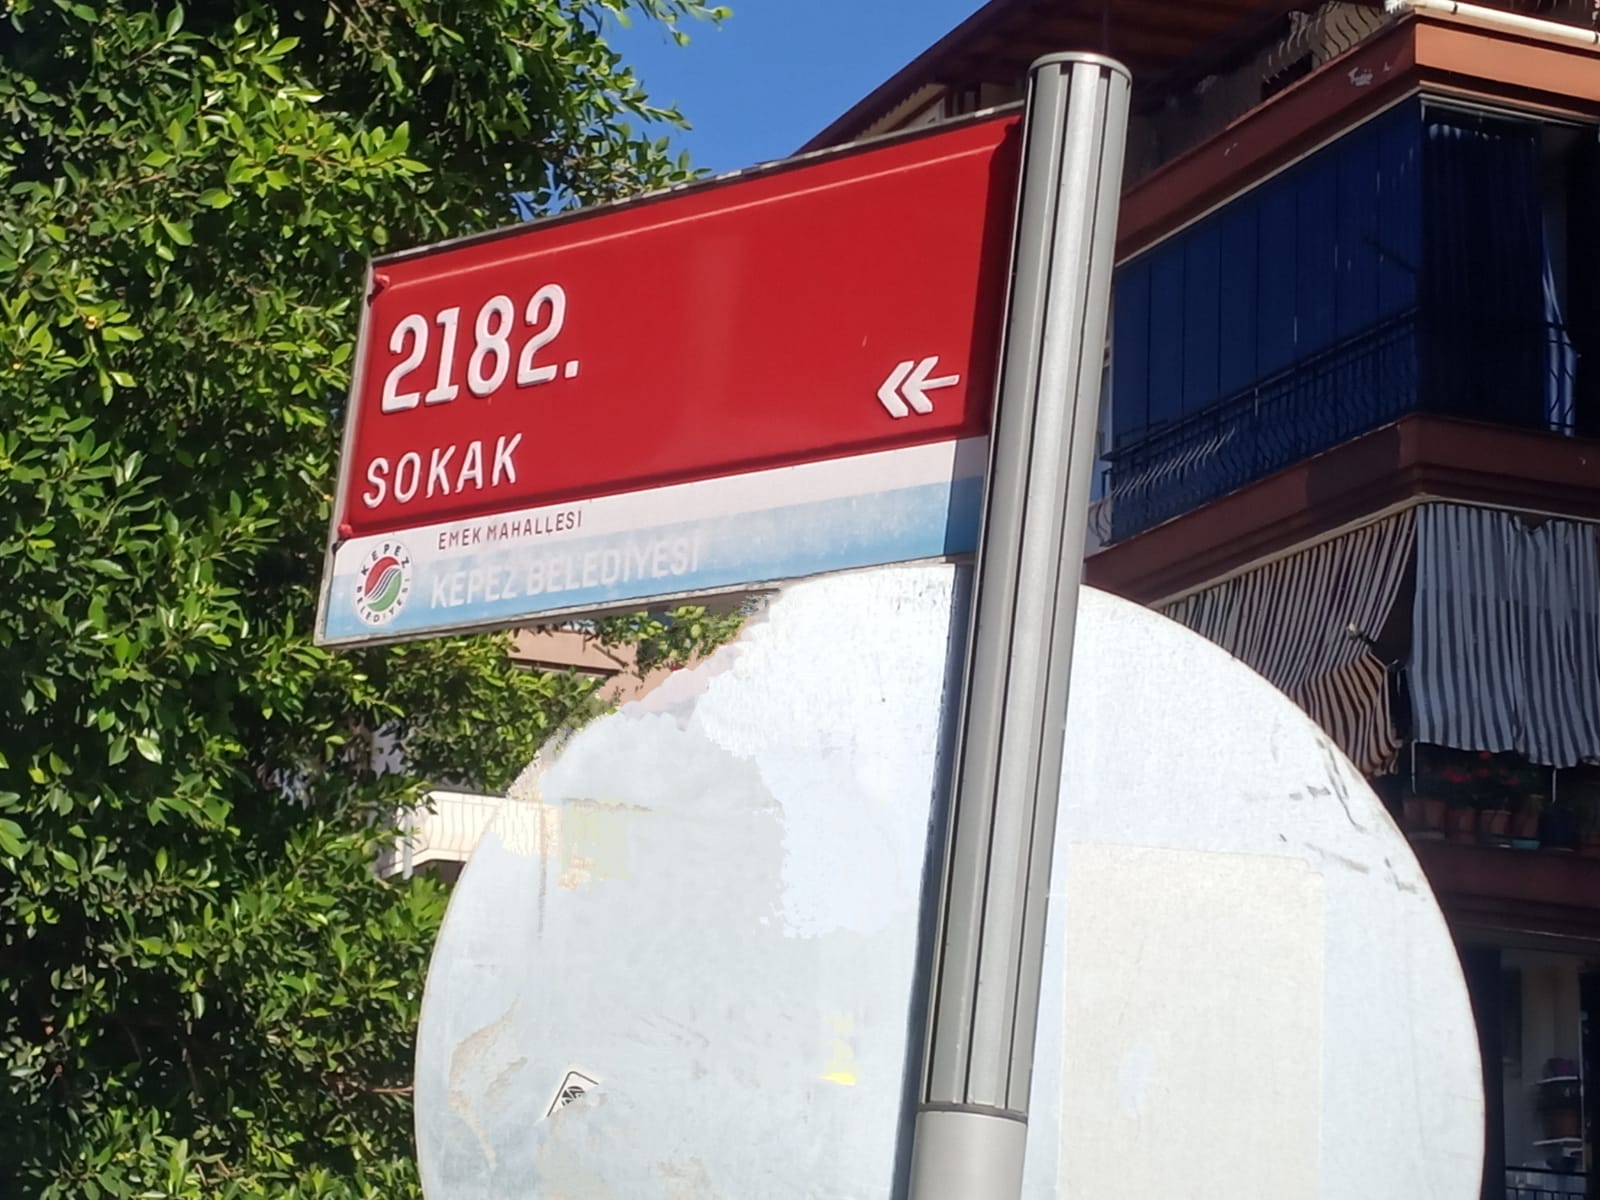 2182.
SOKAK
EMEK MAHALLESİ
KEPEZ BELEDİYESİ
KEPEZ BELEDİYESİ